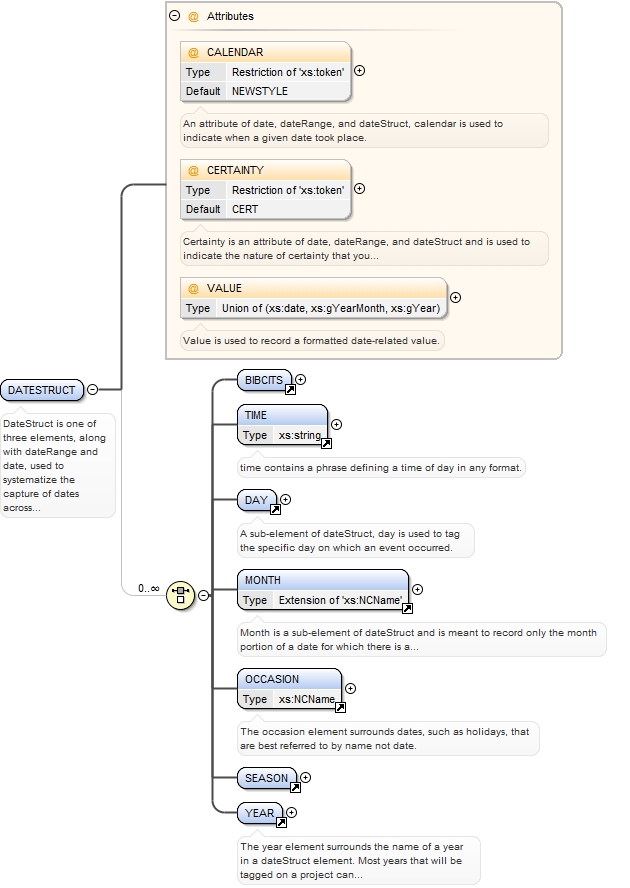 @ Attributes
@ CALENDAR
Type Restriction of 'xs:token'
Default NEWSTYLE
An attribute of date, dateRange, and dateStruct, calendar is used to
indicate when a given date took place.
@ CERTAINTY
Type Restriction of 'xs:token'
Default CERT
Certainty is an attribute of date, dateRange, and dateStruct and is used to
indicate the nature of certainty that you...
@ VALUE
Type Union of (xs:date, xs:gYearMonth, xs:gYear)
Value is used to record a formatted date-related value.
DATESTRUCT
DateStruct is one of
three elements, along
with dateRange and
date, used to
systematize the
capture of dates
across...
0..∞
BIBCITS
TIME
Type xs:string
time contains a phrase defining a time of day in any format.
DAY
A sub-element of dateStruct, day is used to tag
the specific day on which an event occurred.
MONTH
Type Extension of 'xs:NCName'
Month is a sub-element of dateStruct and is meant to record only the month
portion of a date for which there is a...
OCCASION
Type xs:NCName
The occasion element surrounds dates, such as holidays, that
are best referred to by name not date.
SEASON
YEAR
The year element surrounds the name of a year
in a dateStruct element. Most years that will be
tagged on a project can...